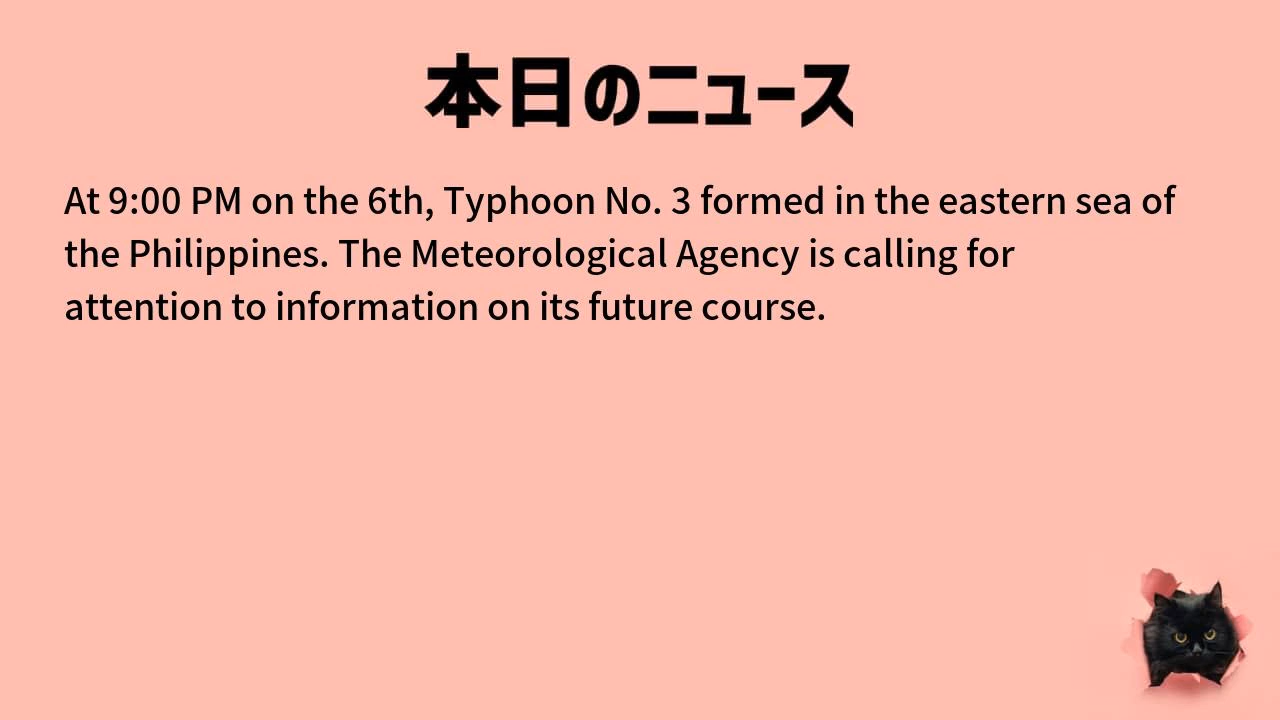 本日のニュース
At 9:00 PM on the 6th, Typhoon No. 3 formed in the eastern sea of
the Philippines. The Meteorological Agency is calling for
attention to information on its future course.